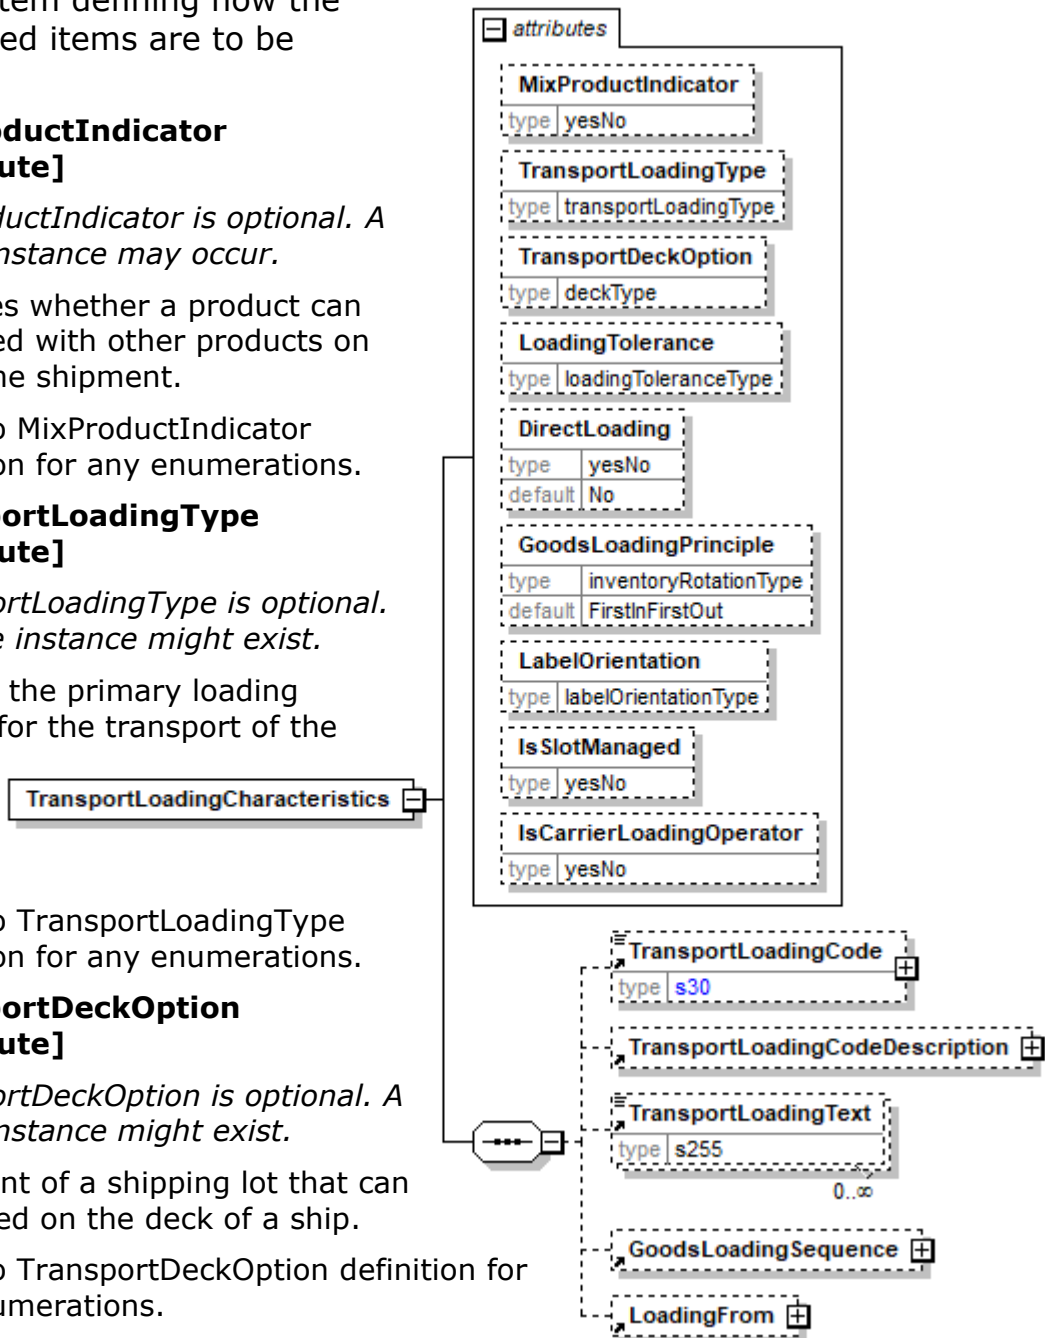 tem defining how the
ed items are to be
ductIndicator
ute]
ductIndicator is optional. A
nstance may occur.
es whether a product can
ed with other products on
ne shipment.
o MixProductIndicator
on for any enumerations.
portLoadingType
ute]
ortLoadingType is optional.
e instance might exist.
the primary loading
for the transport of the
TransportLoadingCharacteristics
o TransportLoadingType
on for any enumerations.
portDeckOption
ute]
ortDeckOption is optional. A
nstance might exist.
nt of a shipping lot that can
ed on the deck of a ship.
o TransportDeckOption definition for
umerations.
attributes
MixProductIndicator
type yesNo
TransportLoadingType
type transportLoadingType
TransportDeckOption
type deckType
LoadingTolerance
type loadingToleranceType
DirectLoading
type yesNo
default No
GoodsLoadingPrinciple
type inventoryRotationType
default FirstInFirstOut
LabelOrientation
type labelOrientationType
IsSlotManaged
type yesNo
IsCarrierLoadingOperator
type yesNo
TransportLoadingCode
type s30
TransportLoadingCodeDescription
TransportLoadingText
type s255
0..∞
GoodsLoadingSequence
LoadingFrom